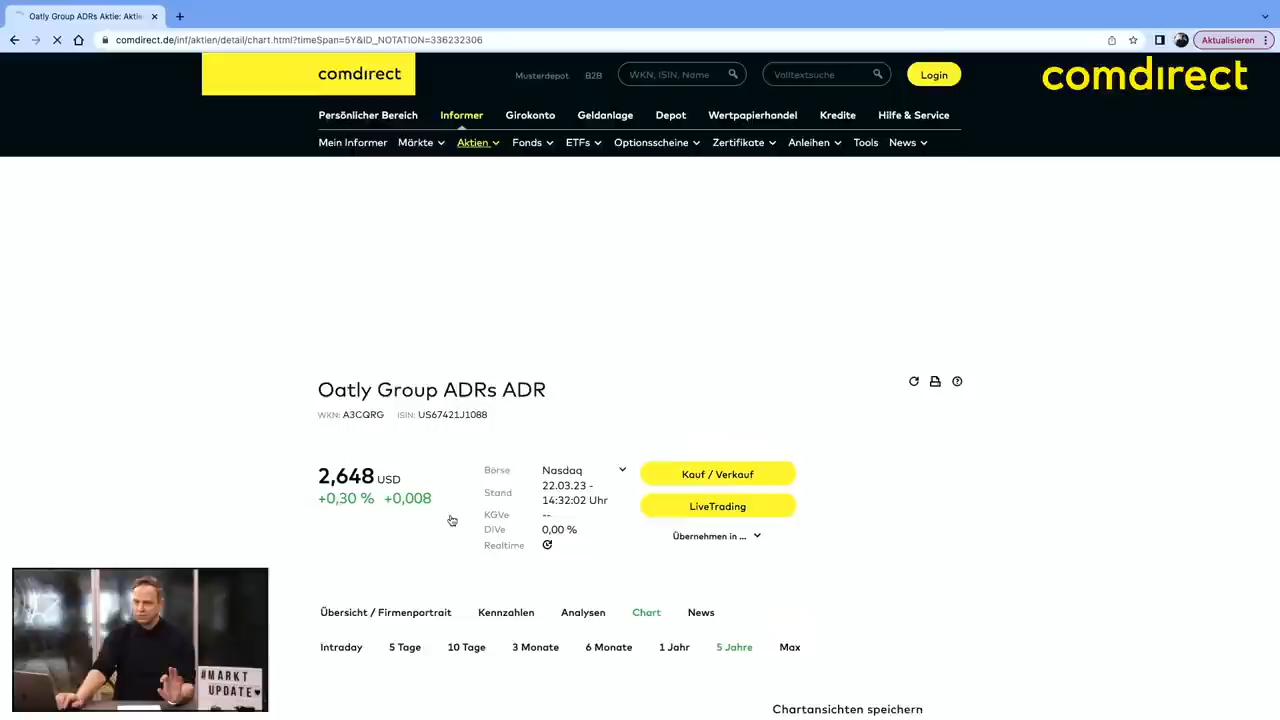 Oatly Group ADRs Aktie: Aktie
comdirect.de/inf/aktien/detail/chart.html?timeSpan=5Y&ID_NOTATION=336232306
Aktualisieren
comdirect
Musterdepot
B2B
WKN, ISIN, Name
Volltextsuche
Login
comdirect
Persönlicher Bereich
Informer
Girokonto
Geldanlage
Depot
Wertpapierhandel
Kredite
Hilfe & Service
Mein Informer
Märkte
Aktien
Fonds
ETFs
Optionsscheine
Zertifikate
Anleihen
Tools
News
Oatly Group ADRs ADR
WKN: A3CQRG ISIN: US67421J1088
2,648 USD
+0,30 % +0,008
Börse Nasdaq
Stand 22.03.23 -
14:32:02 Uhr
KGVe --
DIVe 0,00 %
Realtime
Kauf / Verkauf
LiveTrading
Übernehmen in ...
Übersicht / Firmenportrait
Kennzahlen
Analysen
Chart
News
Intraday
5 Tage
10 Tage
3 Monate
6 Monate
1 Jahr
5 Jahre
Max
#MARKT
UPDATE
Chartansichten speichern